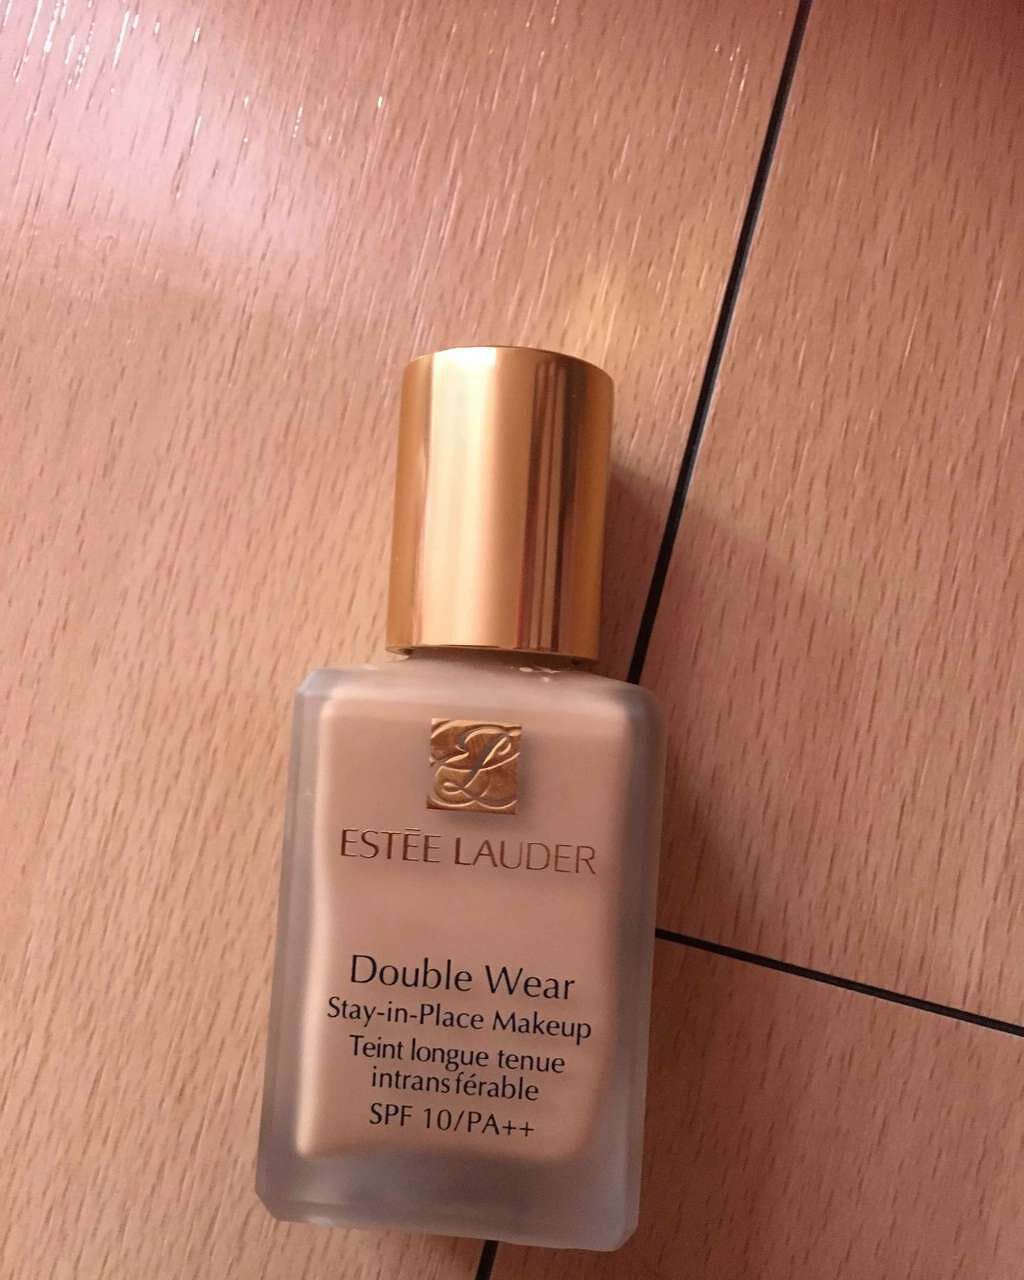 ESTĒE LAUDER
Double Wear
Stay-in-Place Makeup
Teint longue tenue
intransférable
SPF 10/PA++